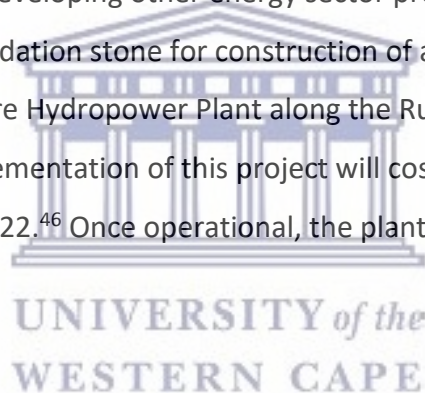 developing other energy sector pr
dation stone for construction of a
re Hydropower Plant along the Ru
ementation of this project will cos
22.⁴⁶ Once operational, the plant
UNIVERSITY of the
WESTERN CAPE